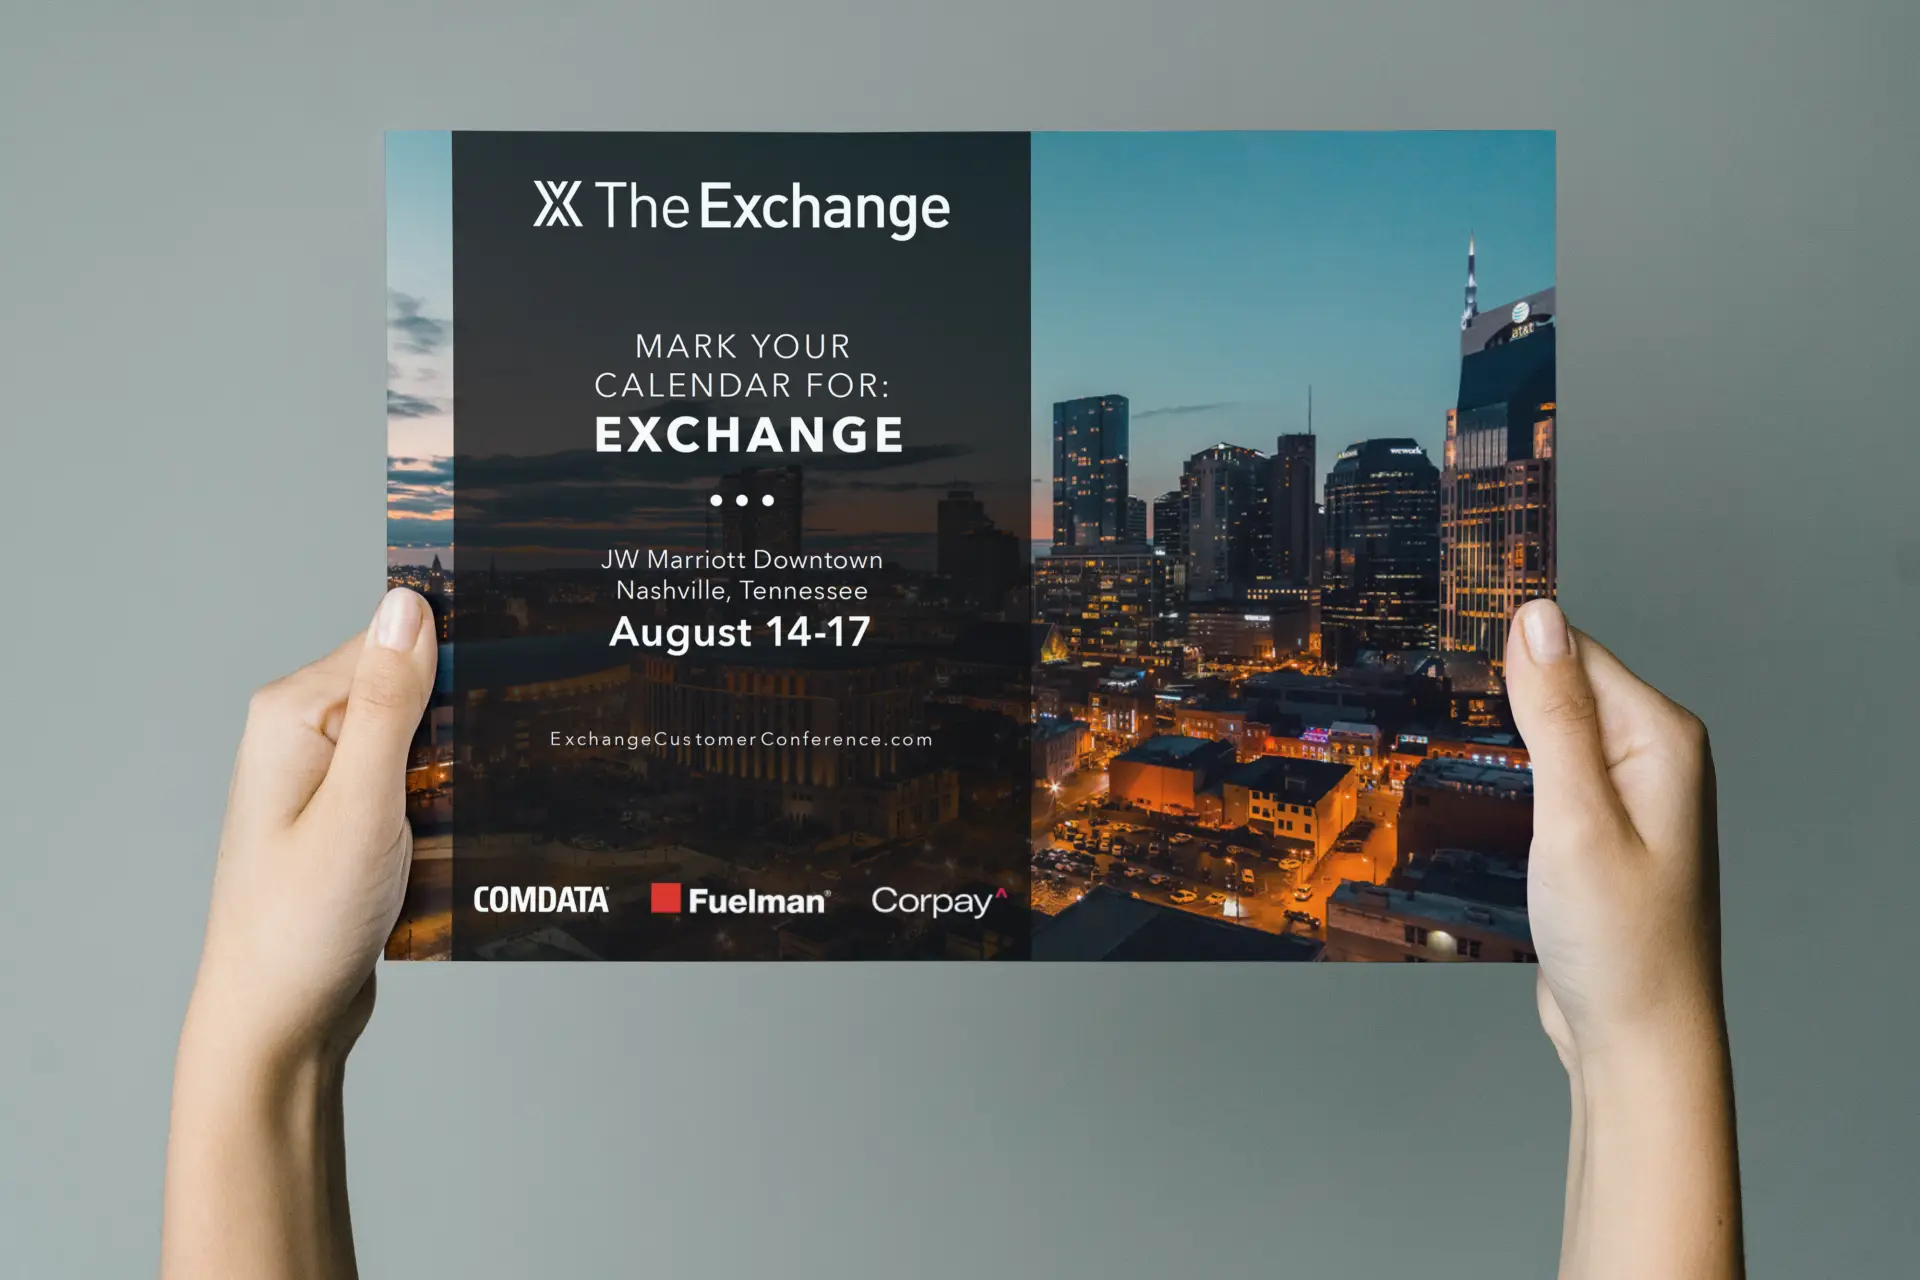 The Exchange
MARK YOUR
CALENDAR FOR:
EXCHANGE
JW Marriott Downtown
Nashville, Tennessee
August 14-17
ExchangeCustomerConference.com
COMDATA
Fuelman®
Corpay^
at&t
wework